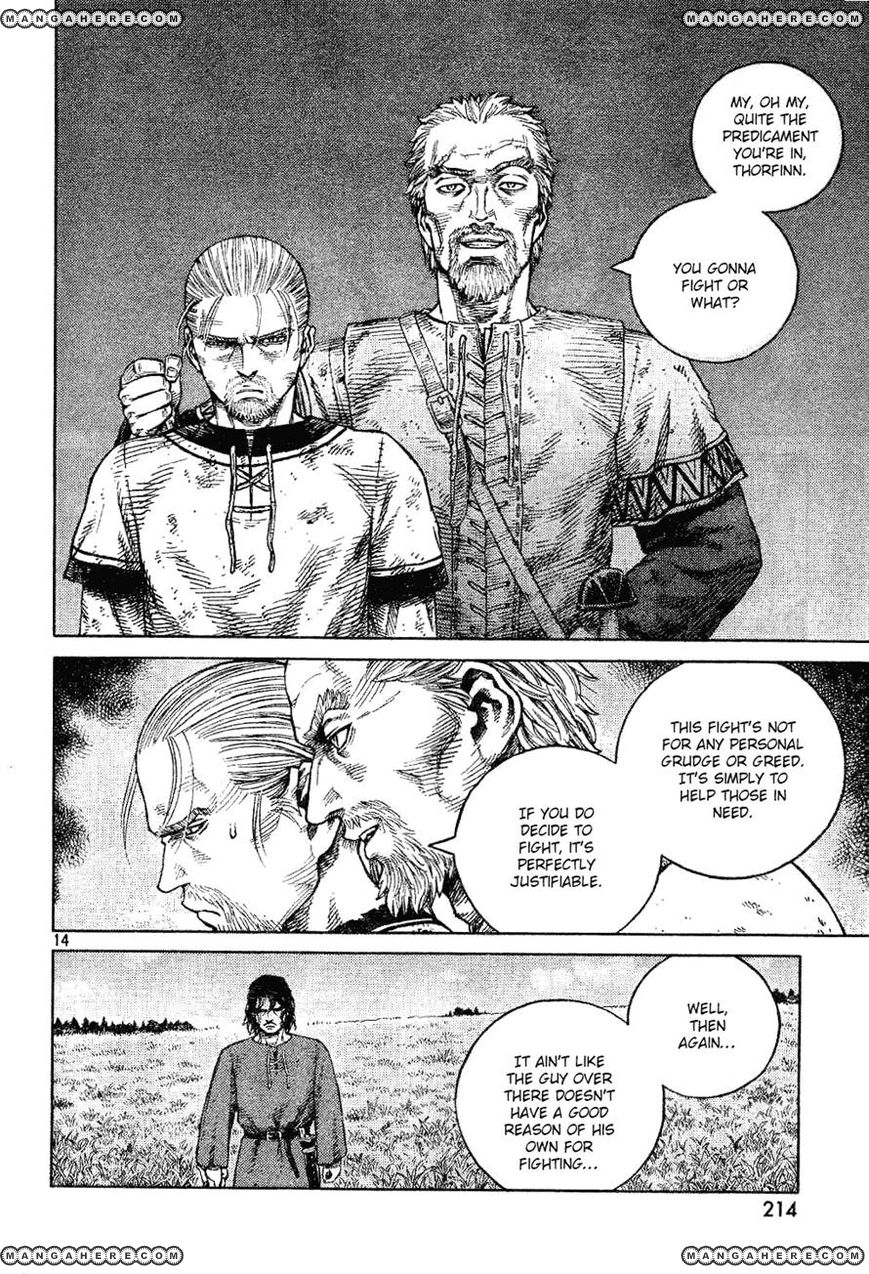 MANGAHERE.COM
MANGAHERE.COM
MY, OH MY,
QUITE THE
PREDICAMENT
YOU'RE IN,
THORFINN.
YOU GONNA
FIGHT OR
WHAT?
THIS FIGHT'S NOT
FOR ANY PERSONAL
GRUDGE OR GREED.
IT'S SIMPLY TO
HELP THOSE IN
NEED.
IF YOU DO
DECIDE TO
FIGHT, IT'S
PERFECTLY
JUSTIFIABLE.
14
WELL,
THEN
AGAIN...
IT AIN'T LIKE
THE GUY OVER
THERE DOESN'T
HAVE A GOOD
REASON OF HIS
OWN FOR
FIGHTING...
214
MANGAHERE.COM
MANGAHERE.COM